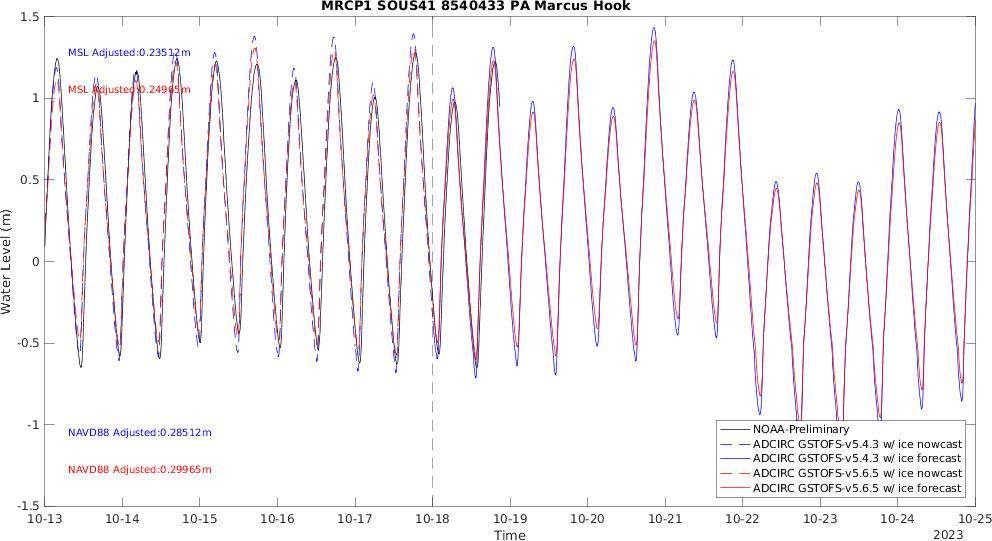 MRCP1 SOUS41 8540433 PA Marcus Hook
1.5
1
0.5
0
-0.5
-1
-1.5
Water Level (m)
MSL Adjusted:0.23512m
MSL Adjusted:0.24965m
NAVD88 Adjusted:0.28512m
NAVD88 Adjusted:0.29965m
NOAA-Preliminary
ADCIRC GSTOFS-v5.4.3 w/ ice nowcast
ADCIRC GSTOFS-v5.4.3 w/ ice forecast
ADCIRC GSTOFS-v5.6.5 w/ ice nowcast
ADCIRC GSTOFS-v5.6.5 w/ ice forecast
10-13 10-14 10-15 10-16 10-17 10-18 10-19 10-20 10-21 10-22 10-23 10-24 10-25
Time
2023